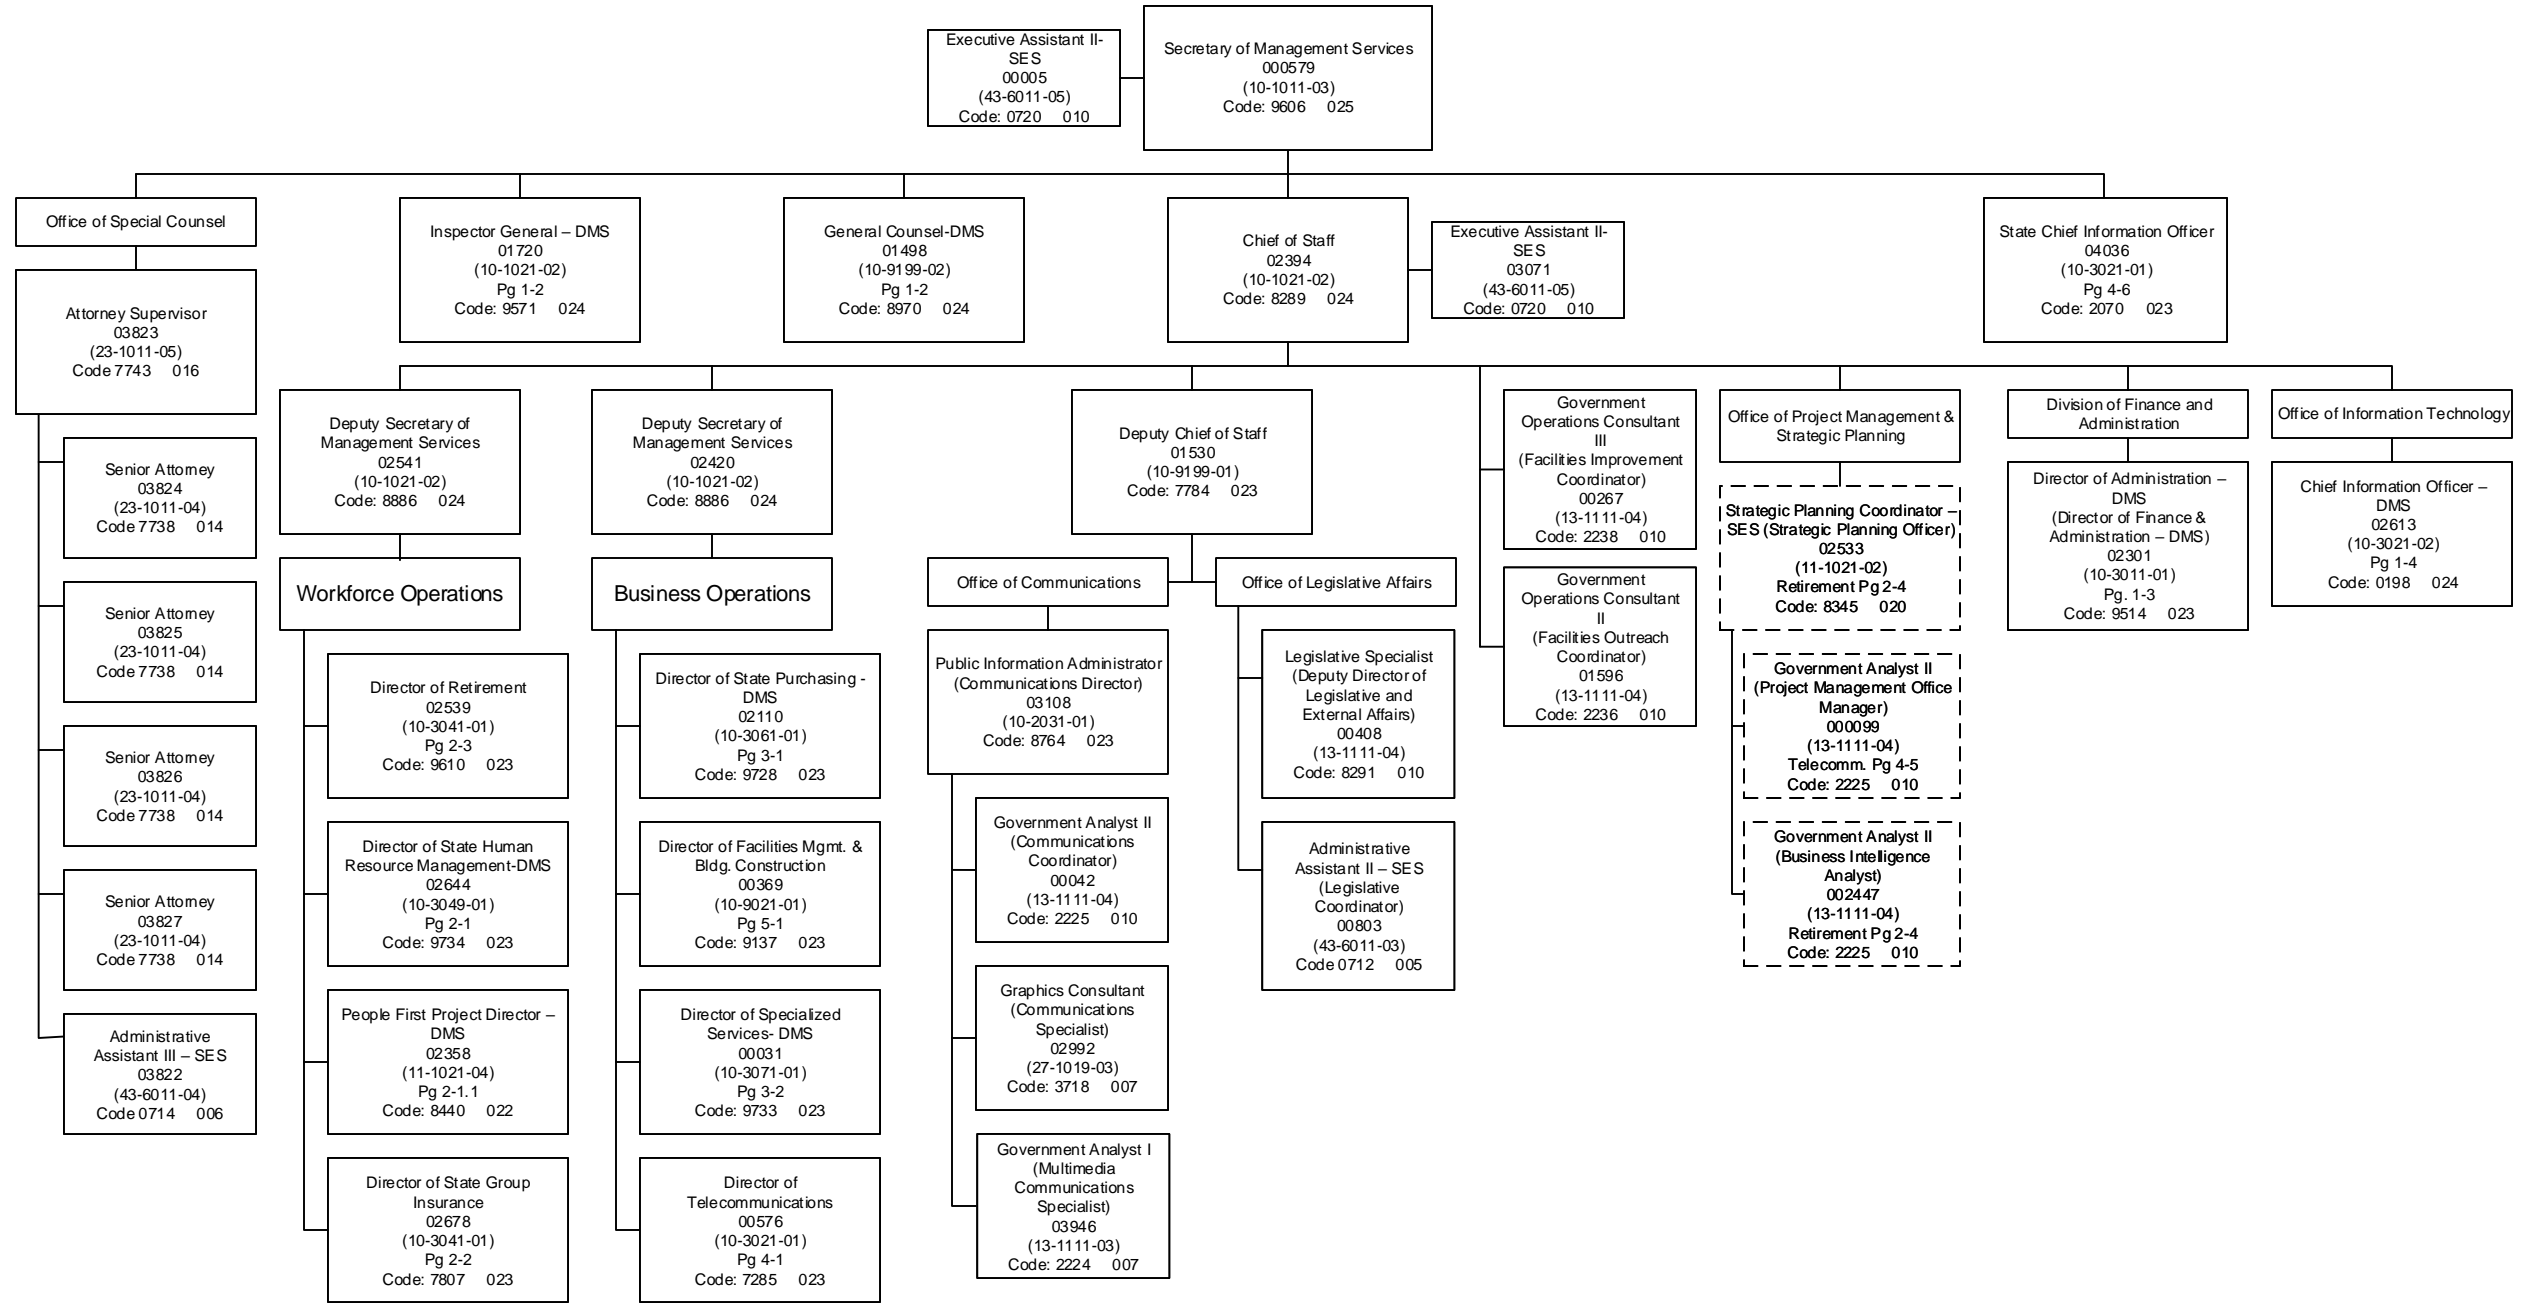 Executive Assistant II-
SES
00005
(43-6011-05)
Code: 0720 010
Secretary of Management Services
000579
(10-1011-03)
Code: 9606 025
Office of Special Counsel
Attorney Supervisor
03823
(23-1011-05)
Code 7743 016
Senior Attorney
03824
(23-1011-04)
Code 7738 014
Senior Attorney
03825
(23-1011-04)
Code 7738 014
Senior Attorney
03826
(23-1011-04)
Code 7738 014
Senior Attorney
03827
(23-1011-04)
Code 7738 014
Administrative
Assistant III – SES
03822
(43-6011-04)
Code 0714 006
Inspector General – DMS
01720
(10-1021-02)
Pg 1-2
Code: 9571 024
General Counsel-DMS
01498
(10-9199-02)
Pg 1-2
Code: 8970 024
Chief of Staff
02394
(10-1021-02)
Code: 8289 024
Executive Assistant II-
SES
03071
(43-6011-05)
Code: 0720 010
State Chief Information Officer
04036
(10-3021-01)
Pg 4-6
Code: 2070 023
Deputy Secretary of
Management Services
02541
(10-1021-02)
Code: 8886 024
Workforce Operations
Director of Retirement
02539
(10-3041-01)
Pg 2-3
Code: 9610 023
Director of State Human
Resource Management-DMS
02644
(10-3049-01)
Pg 2-1
Code: 9734 023
People First Project Director –
DMS
02358
(11-1021-04)
Pg 2-1.1
Code: 8440 022
Director of State Group
Insurance
02678
(10-3041-01)
Pg 2-2
Code: 7807 023
Deputy Secretary of
Management Services
02420
(10-1021-02)
Code: 8886 024
Business Operations
Director of State Purchasing -
DMS
02110
(10-3061-01)
Pg 3-1
Code: 9728 023
Director of Facilities Mgmt. &
Bldg. Construction
00369
(10-9021-01)
Pg 5-1
Code: 9137 023
Director of Specialized
Services- DMS
00031
(10-3071-01)
Pg 3-2
Code: 9733 023
Director of
Telecommunications
00576
(10-3021-01)
Pg 4-1
Code: 7285 023
Deputy Chief of Staff
01530
(10-9199-01)
Code: 7784 023
Office of Communications
Public Information Administrator
(Communications Director)
03108
(10-2031-01)
Code: 8764 023
Government Analyst II
(Communications
Coordinator)
00042
(13-1111-04)
Code: 2225 010
Graphics Consultant
(Communications
Specialist)
02992
(27-1019-03)
Code: 3718 007
Government Analyst I
(Multimedia
Communications
Specialist)
03946
(13-1111-03)
Code: 2224 007
Office of Legislative Affairs
Legislative Specialist
(Deputy Director of
Legislative and
External Affairs)
00408
(13-1111-04)
Code: 8291 010
Administrative
Assistant II – SES
(Legislative
Coordinator)
00803
(43-6011-03)
Code 0712 005
Government
Operations Consultant
III
(Facilities Improvement
Coordinator)
00267
(13-1111-04)
Code: 2238 010
Government
Operations Consultant
II
(Facilities Outreach
Coordinator)
01596
(13-1111-04)
Code: 2236 010
Office of Project Management &
Strategic Planning
Strategic Planning Coordinator –
SES (Strategic Planning Officer)
02533
(11-1021-02)
Retirement Pg 2-4
Code: 8345 020
Government Analyst II
(Project Management Office
Manager)
000099
(13-1111-04)
Telecomm. Pg 4-5
Code: 2225 010
Government Analyst II
(Business Intelligence
Analyst)
002447
(13-1111-04)
Retirement Pg 2-4
Code: 2225 010
Division of Finance and
Administration
Director of Administration –
DMS
(Director of Finance &
Administration – DMS)
02301
(10-3011-01)
Pg. 1-3
Code: 9514 023
Office of Information Technology
Chief Information Officer –
DMS
02613
(10-3021-02)
Pg 1-4
Code: 0198 024